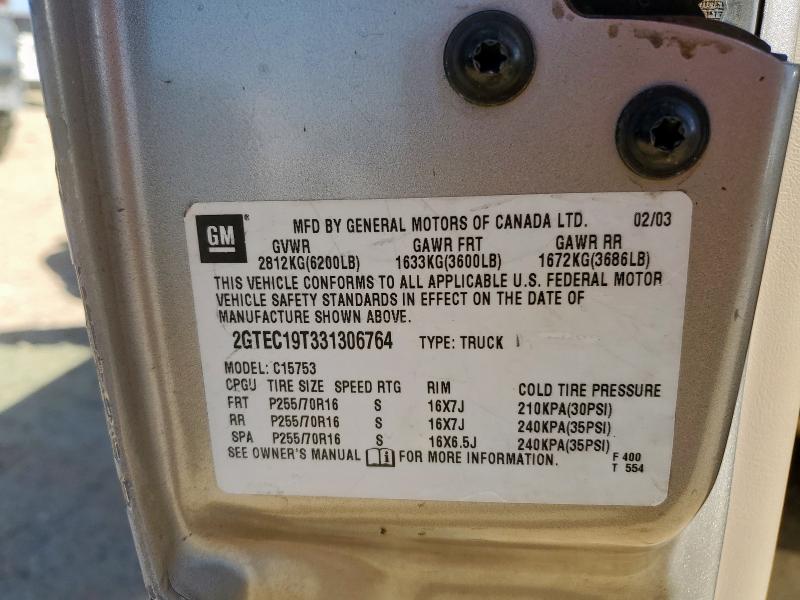 GM ® MFD BY GENERAL MOTORS OF CANADA LTD. 02/03
GVWR GAWR FRT GAWR RR
2812KG(6200LB) 1633KG(3600LB) 1672KG(3686LB)
THIS VEHICLE CONFORMS TO ALL APPLICABLE U.S. FEDERAL MOTOR
VEHICLE SAFETY STANDARDS IN EFFECT ON THE DATE OF
MANUFACTURE SHOWN ABOVE.
2GTEC19T331306764 TYPE: TRUCK
MODEL: C15753
CPGU TIRE SIZE SPEED RTG RIM COLD TIRE PRESSURE
FRT P255/70R16 S 16X7J 210KPA(30PSI)
RR P255/70R16 S 16X7J 240KPA(35PSI)
SPA P255/70R16 S 16X6.5J 240KPA(35PSI)
SEE OWNER'S MANUAL FOR MORE INFORMATION. F 400
T 554